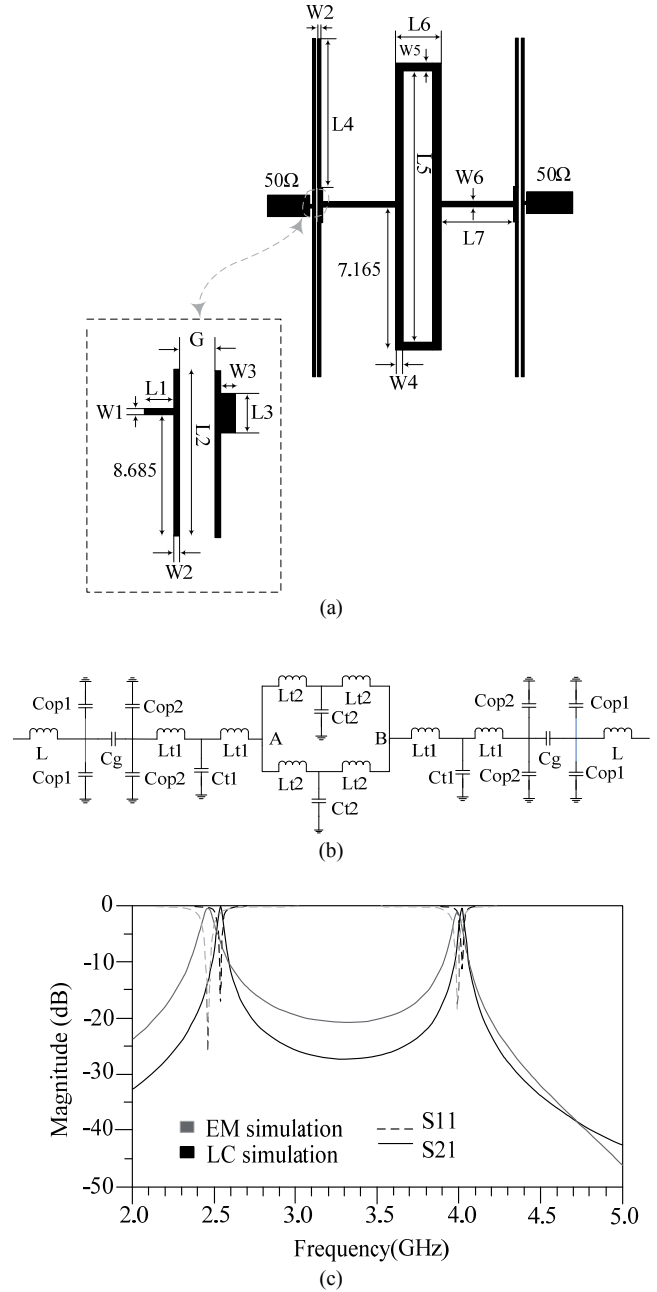 W2
L6
W5
L4
L5
50Ω
W6
50Ω
L7
7.165
W4
G
L1
W3
W1
L2
L3
8.685
W2
(a)
Cop1
Cop2
Lt2
Lt2
Ct2
Cop2
Cop1
L
Cg
Lt1
Lt1
A
B
Lt1
Lt1
Cg
L
Cop1
Cop2
Ct1
Lt2
Lt2
Ct2
Ct1
Cop2
Cop1
(b)
0
-10
-20
-30
-40
-50
Magnitude (dB)
EM simulation
LC simulation
S11
S21
2.0 2.5 3.0 3.5 4.0 4.5 5.0
Frequency(GHz)
(c)